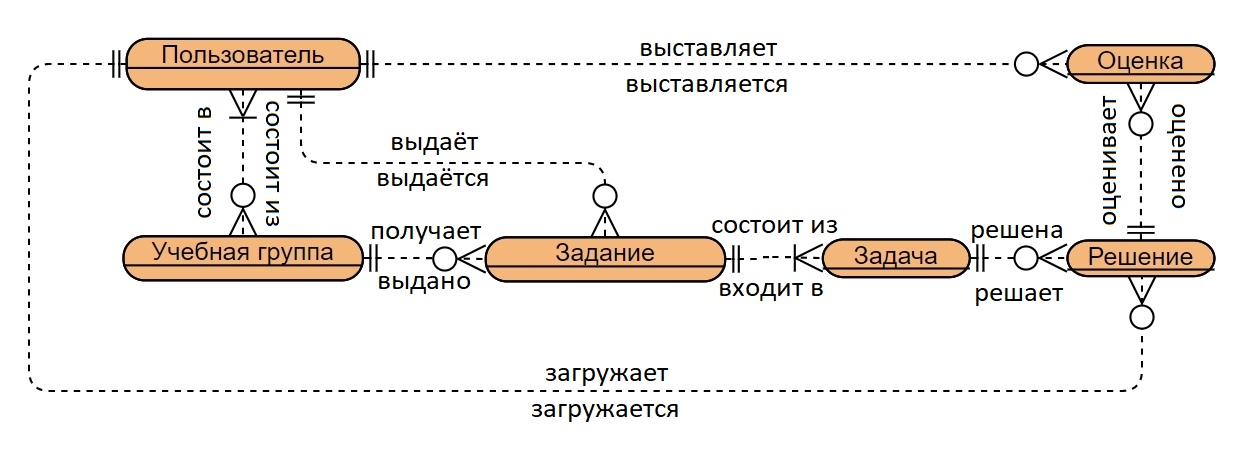 Пользователь
выставляет
выставляется
Оценка
состоит в
состоит из
выдаёт
выдаётся
оценивает
оценено
Учебная группа
получает
выдано
Задание
состоит из
входит в
Задача
решена
решает
Решение
загружает
загружается